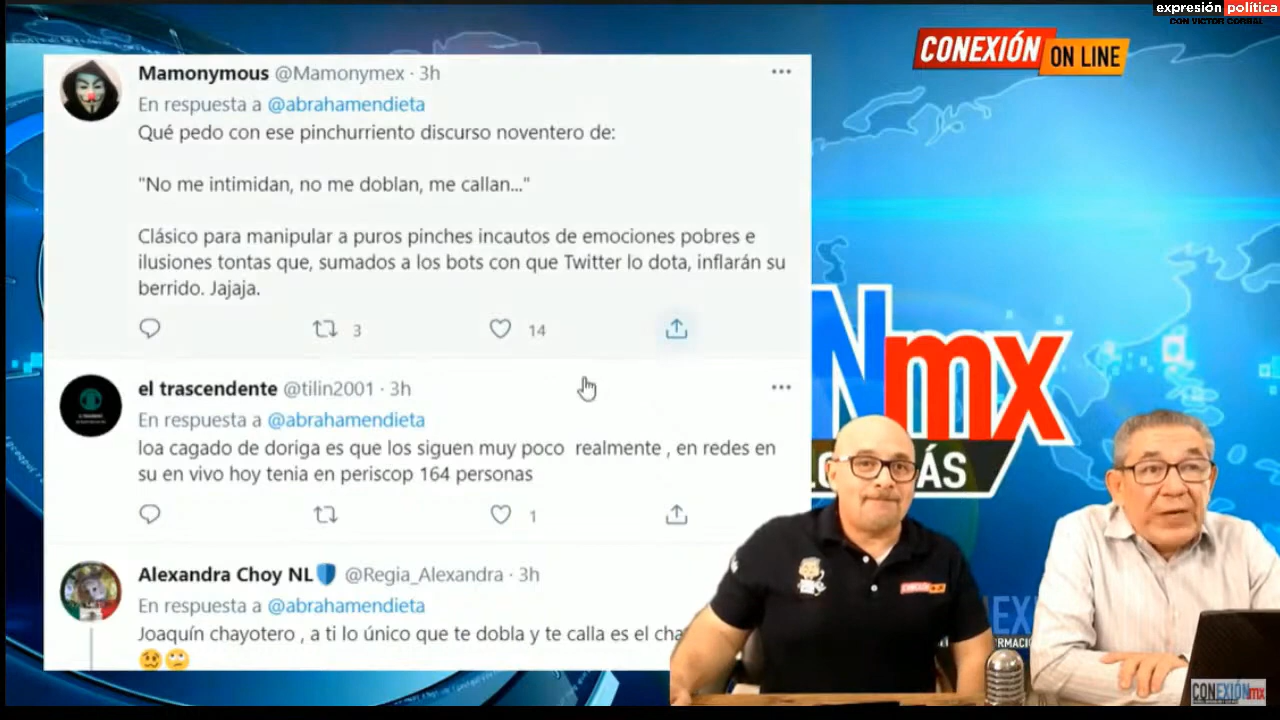 expresión política
CON VICTOR CORRAL
CONEXIÓN ON LINE
Mamonymous @Mamonymex · 3h
En respuesta a @abrahamendieta
Qué pedo con ese pinchurriento discurso noventero de:
"No me intimidan, no me doblan, me callan..."
Clásico para manipular a puros pinches incautos de emociones pobres e
ilusiones tontas que, sumados a los bots con que Twitter lo dota, inflarán su
berrido. Jajaja.
3 14
el trascendente @tilin2001 · 3h
En respuesta a @abrahamendieta
loa cagado de doriga es que los siguen muy poco realmente , en redes en
su en vivo hoy tenia en periscop 164 personas
1
Alexandra Choy NL @Regia_Alexandra · 3h
En respuesta a @abrahamendieta
Joaquín chayotero , a ti lo único que te dobla y te calla es el cha
🥴🙄
Nmx
ÁS
CONEXIÓNmx